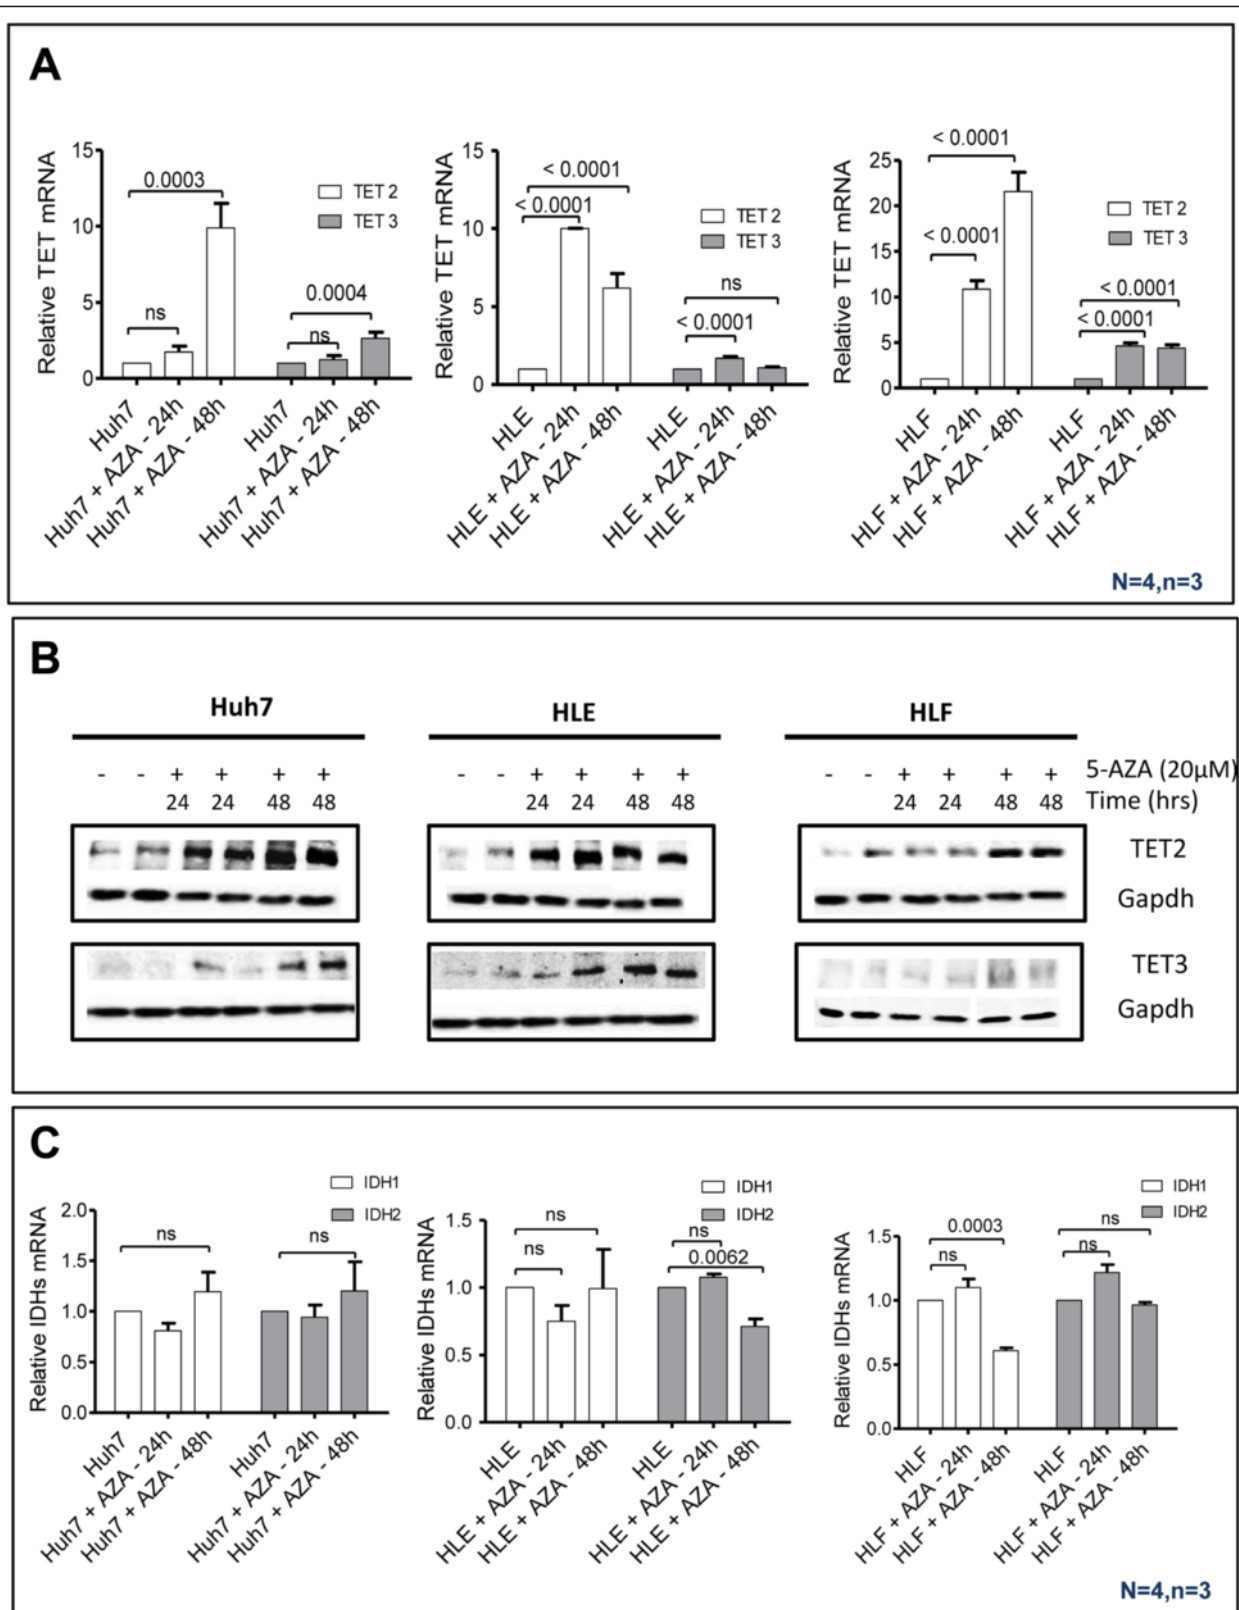 A
Relative TET mRNA
15
10
5
0
0.0003
ns
0.0004
ns
TET 2
TET 3
Huh7
Huh7 + AZA - 24h
Huh7 + AZA - 48h
Huh7
Huh7 + AZA - 24h
Huh7 + AZA - 48h
Relative TET mRNA
15
10
5
0
< 0.0001
< 0.0001
ns
< 0.0001
TET 2
TET 3
HLE
HLE + AZA - 24h
HLE + AZA - 48h
HLE
HLE + AZA - 24h
HLE + AZA - 48h
Relative TET mRNA
25
20
15
10
5
0
< 0.0001
< 0.0001
< 0.0001
< 0.0001
TET 2
TET 3
HLF
HLF + AZA - 24h
HLF + AZA - 48h
HLF
HLF + AZA - 24h
HLF + AZA - 48h
N=4,n=3
B
Huh7 HLE HLF
- - + + + + - - + + + + - - + + + + 5-AZA (20µM)
24 24 48 48 24 24 48 48 24 24 48 48 Time (hrs)
TET2
Gapdh
TET3
Gapdh
C
Relative IDHs mRNA
2.0
1.5
1.0
0.5
0.0
ns
ns
IDH1
IDH2
Huh7
Huh7 + AZA - 24h
Huh7 + AZA - 48h
Huh7
Huh7 + AZA - 24h
Huh7 + AZA - 48h
Relative IDHs mRNA
1.5
1.0
0.5
0.0
ns
ns
ns
0.0062
IDH1
IDH2
HLE
HLE + AZA - 24h
HLE + AZA - 48h
HLE
HLE + AZA - 24h
HLE + AZA - 48h
Relative IDHs mRNA
1.5
1.0
0.5
0.0
0.0003
ns
ns
ns
IDH1
IDH2
HLF
HLF + AZA - 24h
HLF + AZA - 48h
HLF
HLF + AZA - 24h
HLF + AZA - 48h
N=4,n=3